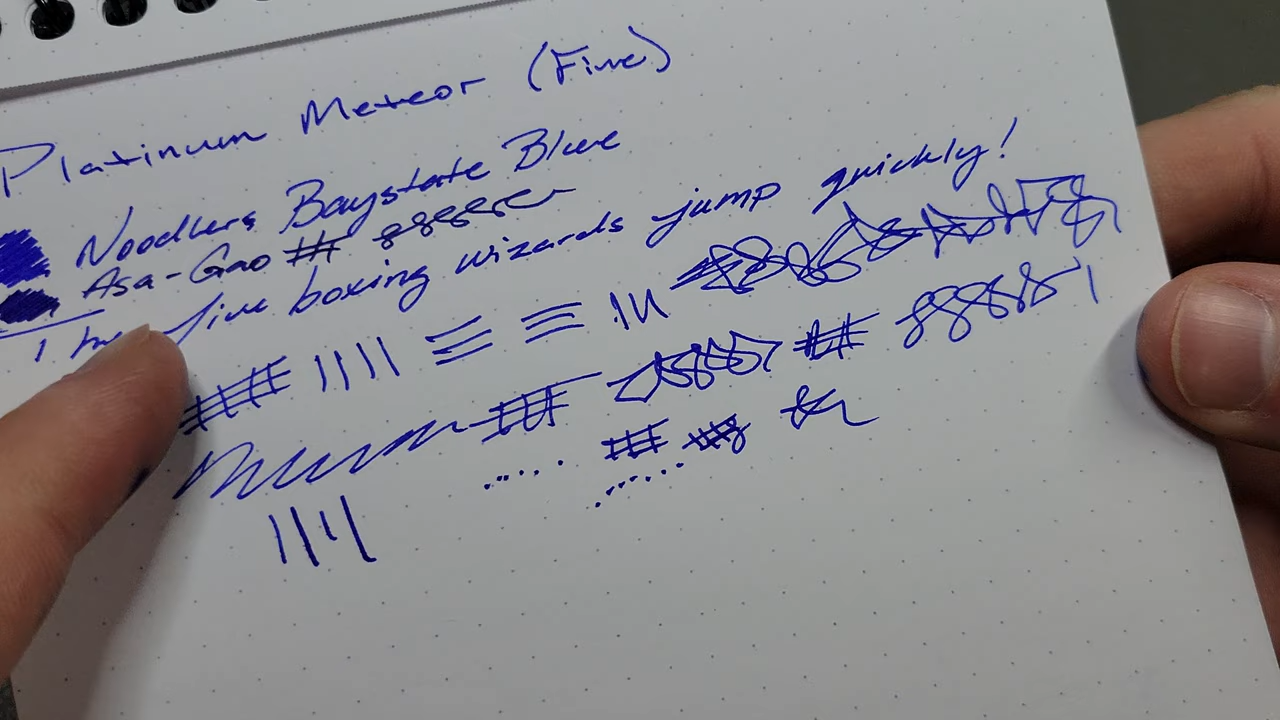 Platinum Meteor (Fine)
Noodlers Baystate Blue
Asa-Gao
five boxing wizards jump quickly!